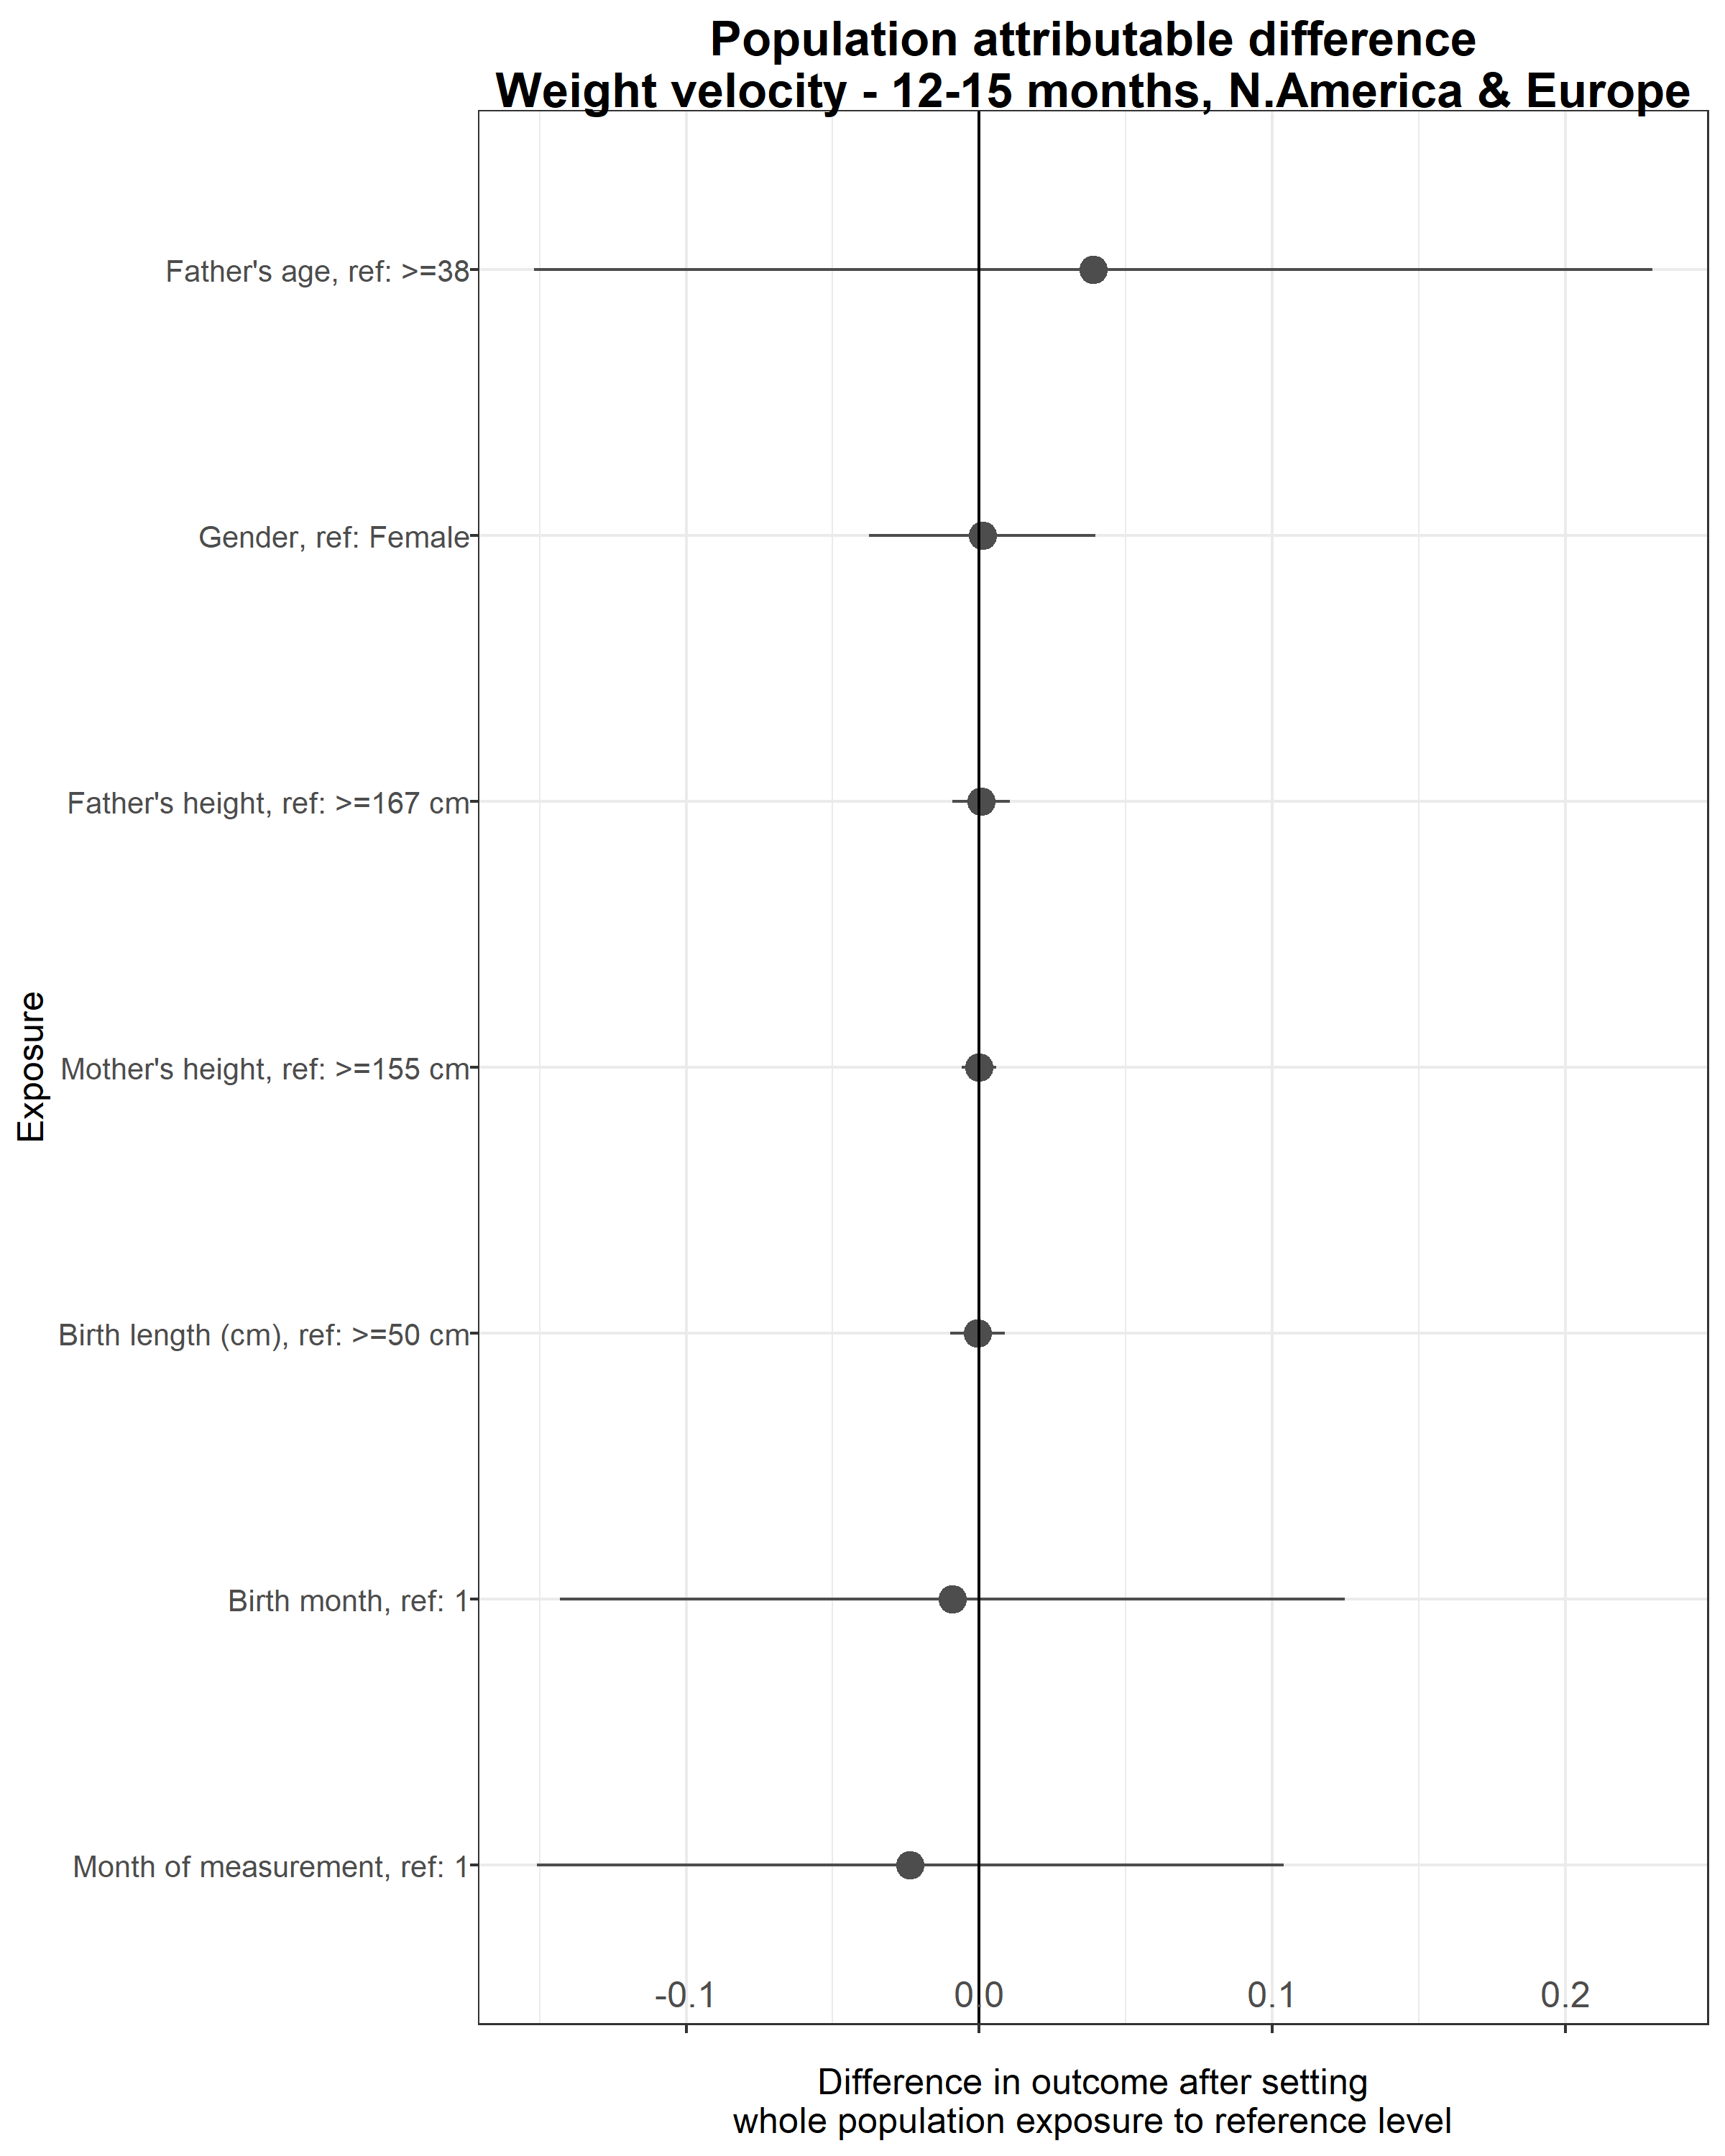 Population attributable difference
Weight velocity - 12-15 months, N.America & Europe
Exposure
Father's age, ref: >=38
Gender, ref: Female
Father's height, ref: >=167 cm
Mother's height, ref: >=155 cm
Birth length (cm), ref: >=50 cm
Birth month, ref: 1
Month of measurement, ref: 1
-0.1 0.0 0.1 0.2
Difference in outcome after setting
whole population exposure to reference level